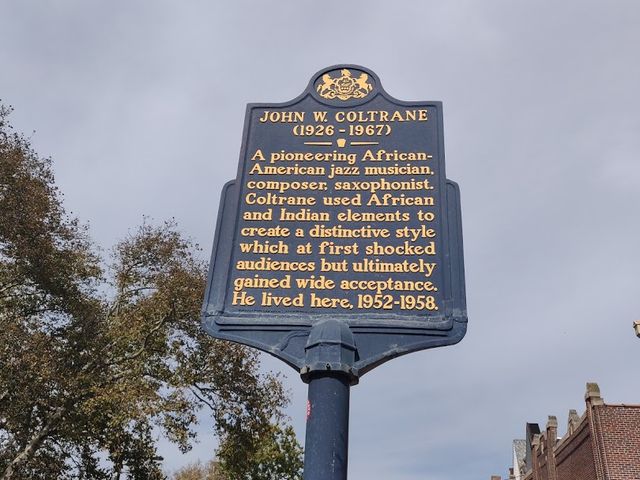 JOHN W. COLTRANE
(1926 - 1967)
A pioneering African-
American jazz musician,
composer, saxophonist.
Coltrane used African
and Indian elements to
create a distinctive style
which at first shocked
audiences but ultimately
gained wide acceptance.
He lived here, 1952-1958.